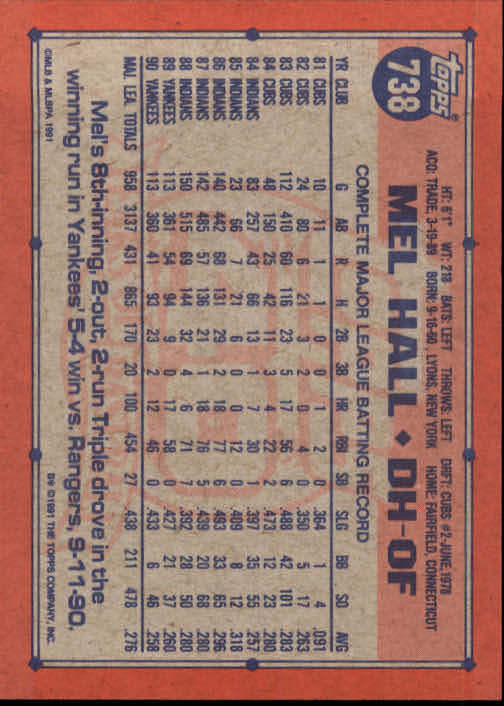 TOPPS®
738
HT: 6'1" WT: 218 BATS: LEFT THROWS: LEFT DRFT: CUBS #2-JUNE, 1978
ACQ: TRADE, 3-19-89 BORN: 9-16-60, LYONS, NEW YORK HOME: FAIRFIELD, CONNECTICUT
MEL HALL ♦ DH-OF
COMPLETE MAJOR LEAGUE BATTING RECORD
YR CLUB G AB R H 2B 3B HR RBI SB SLG BB SO AVG
81 CUBS 10 11 1 1 0 0 1 2 0 .364 1 4 .091
82 CUBS 24 80 6 21 3 2 0 4 0 .350 5 17 .263
83 CUBS 112 410 60 116 23 5 17 56 6 .488 42 101 .283
84 CUBS 48 150 25 42 11 3 4 22 2 .473 12 23 .280
84 INDIANS 83 257 43 66 13 1 7 30 1 .397 35 55 .257
85 INDIANS 23 66 7 21 6 0 0 12 0 .409 8 12 .318
86 INDIANS 140 442 68 131 29 2 18 77 6 .493 33 65 .296
87 INDIANS 142 485 57 136 21 1 18 76 5 .439 20 68 .280
88 INDIANS 150 515 69 144 32 4 6 71 7 .392 28 50 .280
89 YANKEES 113 361 54 94 9 0 17 58 0 .427 21 37 .260
90 YANKEES 113 360 41 93 23 2 12 46 0 .433 6 46 .258
MAJ. LEA. TOTALS 958 3137 431 865 170 20 100 454 27 .438 211 478 .276
Mel's 8th-inning, 2-out, 2-run Triple drove in the
winning run in Yankees' 5-4 win vs. Rangers, 9-11-90.
©MLB & MLBPA 1991
B* ©1991 THE TOPPS COMPANY, INC.